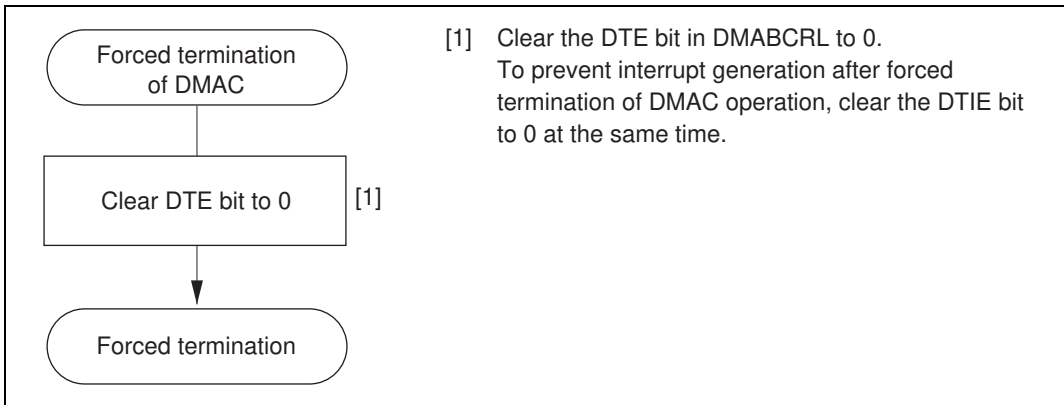 Forced termination
of DMAC
Clear DTE bit to 0
[1]
Forced termination
[1] Clear the DTE bit in DMABCRL to 0.
To prevent interrupt generation after forced
termination of DMAC operation, clear the DTIE bit
to 0 at the same time.